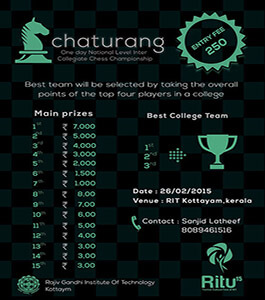 chaturang
One day National Level Inter
Collegiate Chess Championship
ENTRY FEE
250
Best team will be selected by taking the overall
points of the top four players in a college
Main prizes
1st ₹ 7,000
2nd ₹ 5,000
3rd ₹ 4,000
4th ₹ 3,000
5th ₹ 2,000
6th ₹ 1,500
7th ₹ 1,000
8th ₹ 8.00
9th ₹ 7.00
10th ₹ 6.00
11th ₹ 5.00
12th ₹ 4.00
13th ₹ 3.00
14th ₹ 3.00
15th ₹ 3.00
Best College Team
1st
2nd
3rd
Date : 26/02/2015
Venue : RIT Kottayam,kerala
Contact : Sanjid Latheef
8089461516
Rajiv Gandhi Institute Of Technology
Kottaym
Ritu'15